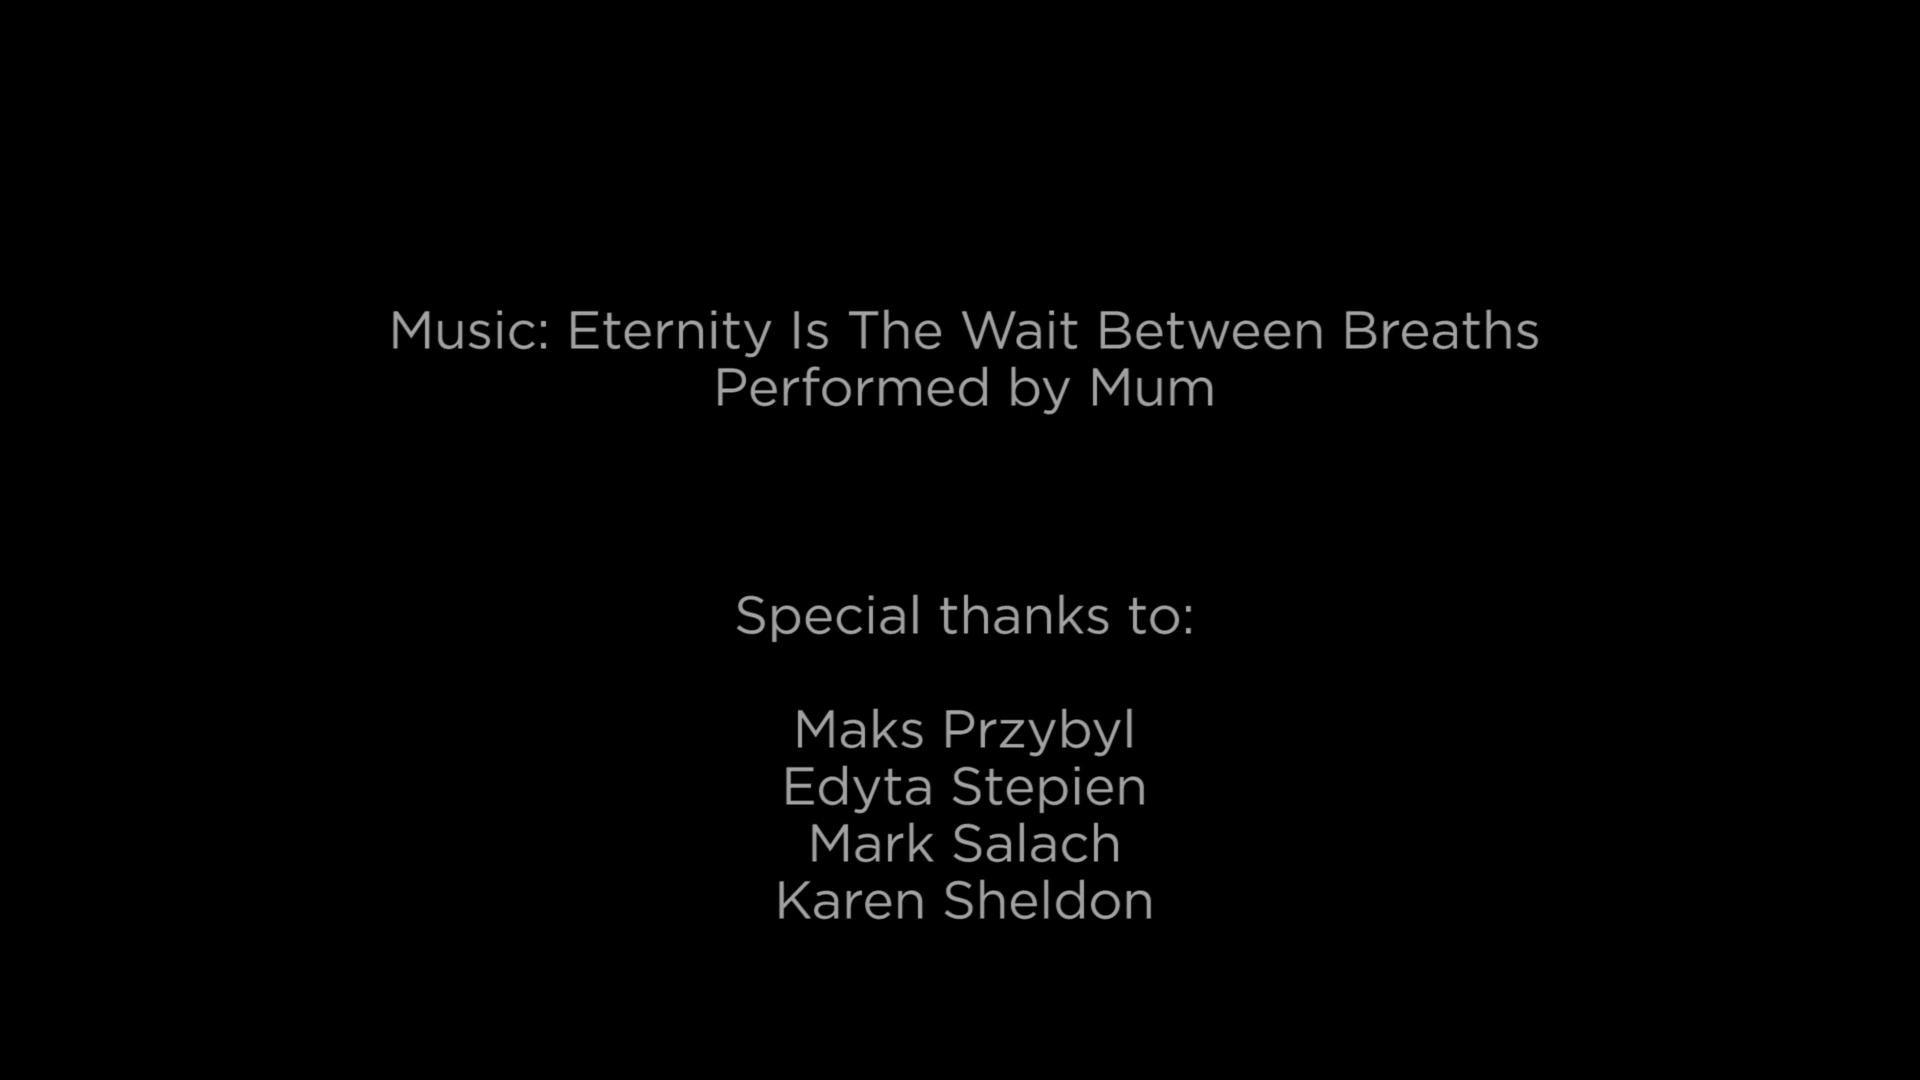 Music: Eternity Is The Wait Between Breaths
Performed by Mum
Special thanks to:
Maks Przybyl
Edyta Stepien
Mark Salach
Karen Sheldon